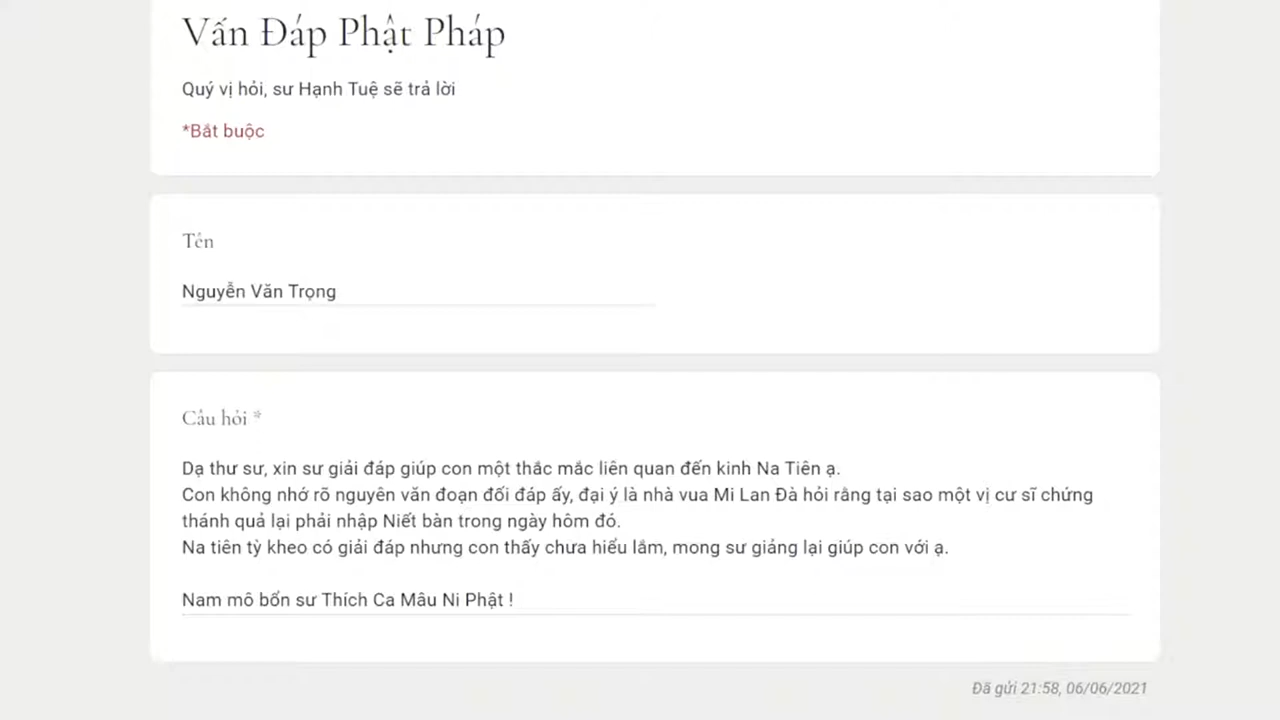 Vấn Đáp Phật Pháp
Quý vị hỏi, sư Hạnh Tuệ sẽ trả lời
*Bắt buộc
Tên
Nguyễn Văn Trọng
Câu hỏi *
Dạ thư sư, xin sư giải đáp giúp con một thắc mắc liên quan đến kinh Na Tiên ạ.
Con không nhớ rõ nguyên văn đoạn đối đáp ấy, đại ý là nhà vua Mi Lan Đà hỏi rằng tại sao một vị cư sĩ chứng
thánh quả lại phải nhập Niết bàn trong ngày hôm đó.
Na tiên tỳ kheo có giải đáp nhưng con thấy chưa hiểu lắm, mong sư giảng lại giúp con với ạ.
Nam mô bổn sư Thích Ca Mâu Ni Phật !
Đã gửi 21:58, 06/06/2021